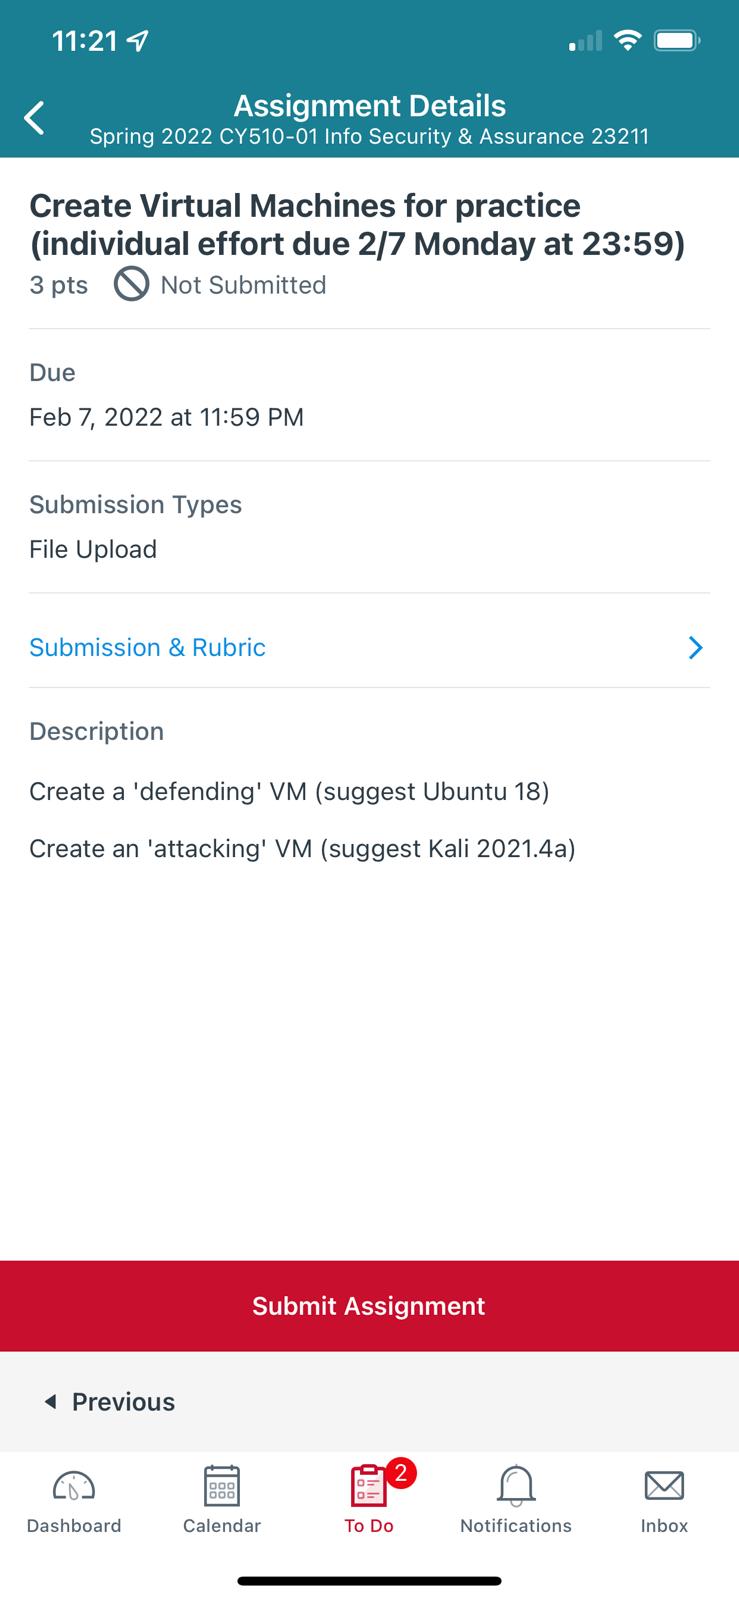 11:21
Assignment Details
Spring 2022 CY510-01 Info Security & Assurance 23211
Create Virtual Machines for practice
(individual effort due 2/7 Monday at 23:59)
3 pts Not Submitted
Due
Feb 7, 2022 at 11:59 PM
Submission Types
File Upload
Submission & Rubric
Description
Create a 'defending' VM (suggest Ubuntu 18)
Create an 'attacking' VM (suggest Kali 2021.4a)
Submit Assignment
Previous
2
Dashboard Calendar To Do Notifications Inbox